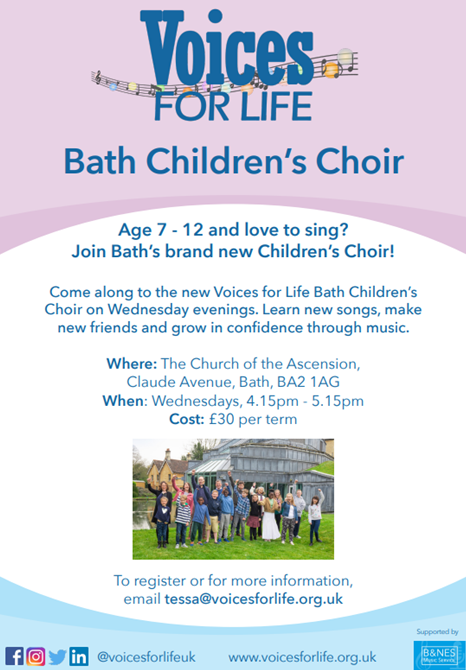 Voices
FOR LIFE
Bath Children's Choir
Age 7 - 12 and love to sing?
Join Bath's brand new Children's Choir!
Come along to the new Voices for Life Bath Children's
Choir on Wednesday evenings. Learn new songs, make
new friends and grow in confidence through music.
Where: The Church of the Ascension,
Claude Avenue, Bath, BA2 1AG
When: Wednesdays, 4.15pm - 5.15pm
Cost: £30 per term
To register or for more information,
email tessa@voicesforlife.org.uk
Supported by
B&NES
Music Service
@voicesforlifeuk www.voicesforlife.org.uk